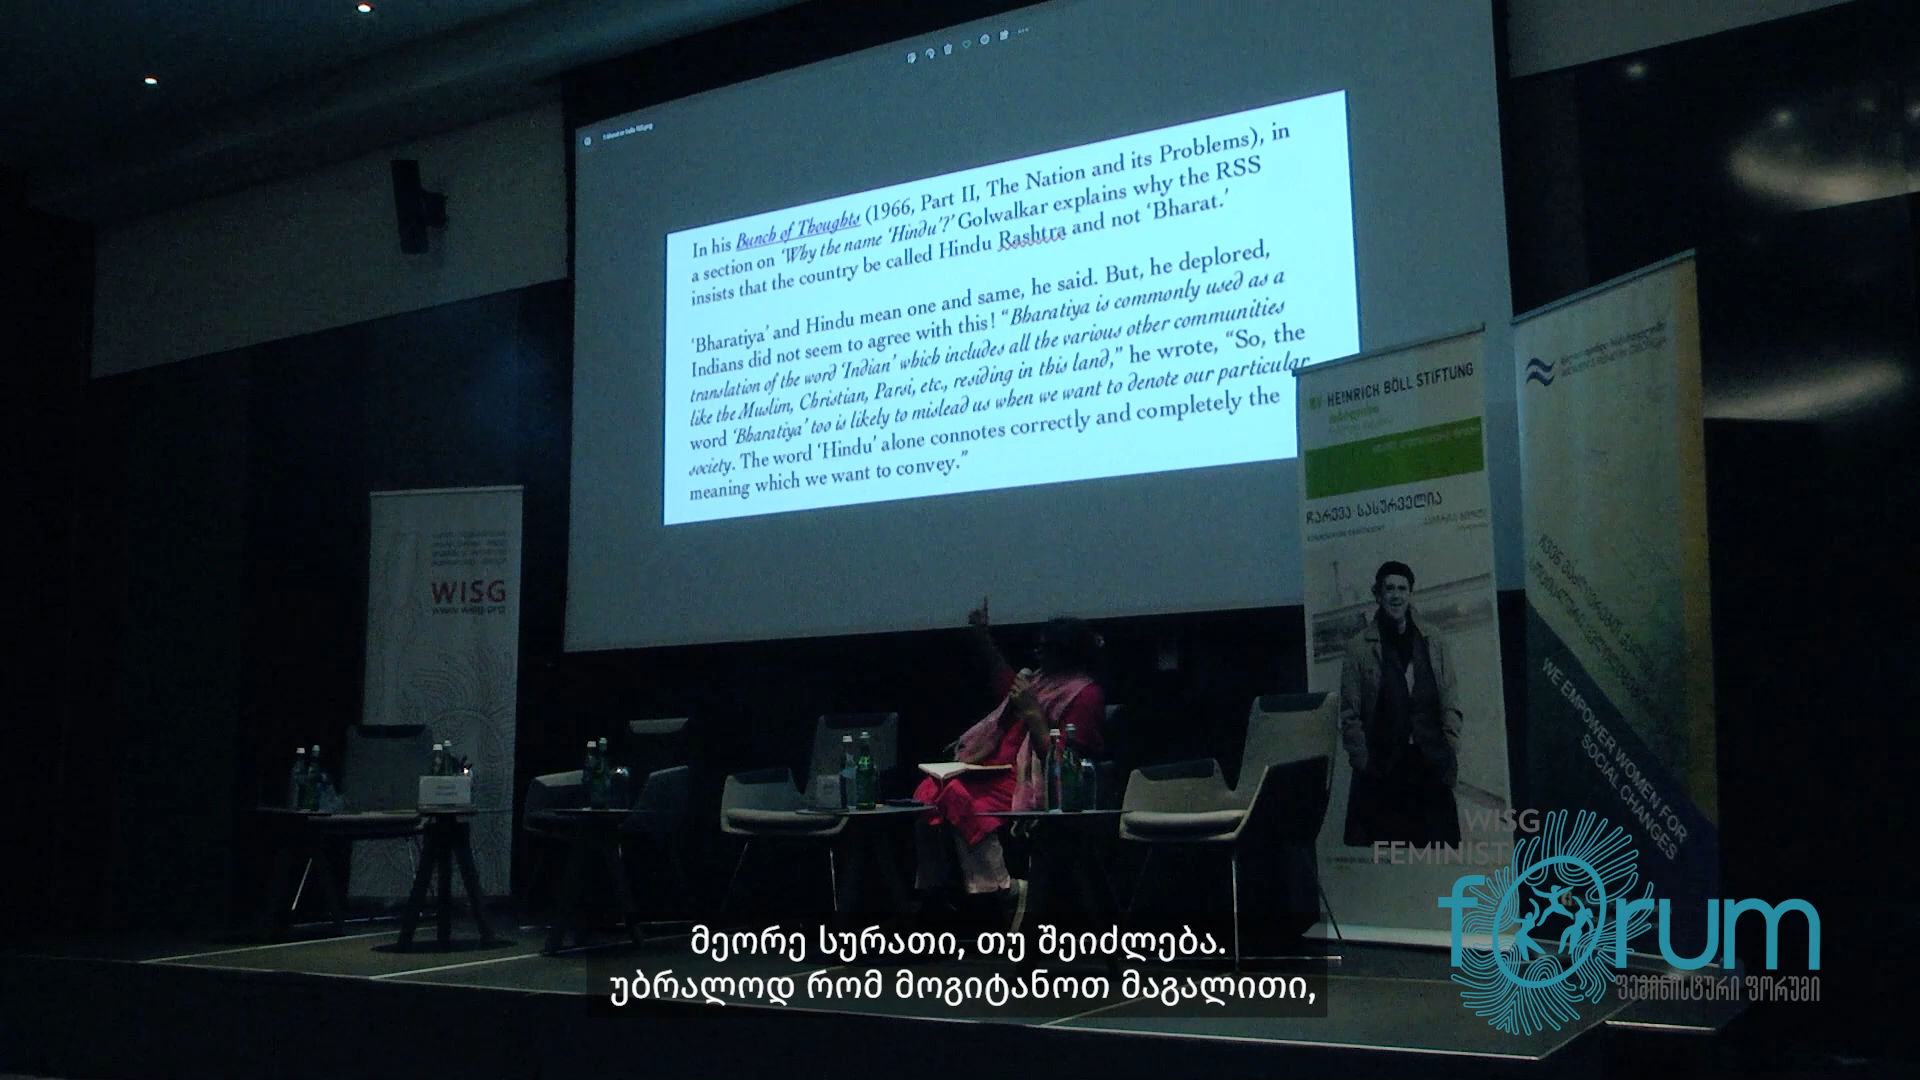 In his Bunch of Thoughts (1966, Part II, The Nation and its Problems), in
a section on ‘Why the name ‘Hindu’?’ Golwalkar explains why the RSS
insists that the country be called Hindu Rashtra and not ‘Bharat.’
‘Bharatiya’ and Hindu mean one and same, he said. But, he deplored,
Indians did not seem to agree with this! “Bharatiya is commonly used as a
translation of the word ‘Indian’ which includes all the various other communities
like the Muslim, Christian, Parsi, etc., residing in this land,” he wrote, “So, the
word ‘Bharatiya’ too is likely to mislead us when we want to denote our particular
society. The word ‘Hindu’ alone connotes correctly and completely the
meaning which we want to convey.”
WISG
www.wisg.org
HEINRICH BÖLL STIFTUNG
ჩარევა სასურველია
WE EMPOWER WOMEN FOR
SOCIAL CHANGES
WISG
FEMINIST
forum
ფემინისტური ფორუმი
მეორე სურათი, თუ შეიძლება.
უბრალოდ რომ მოგიტანოთ მაგალითი,